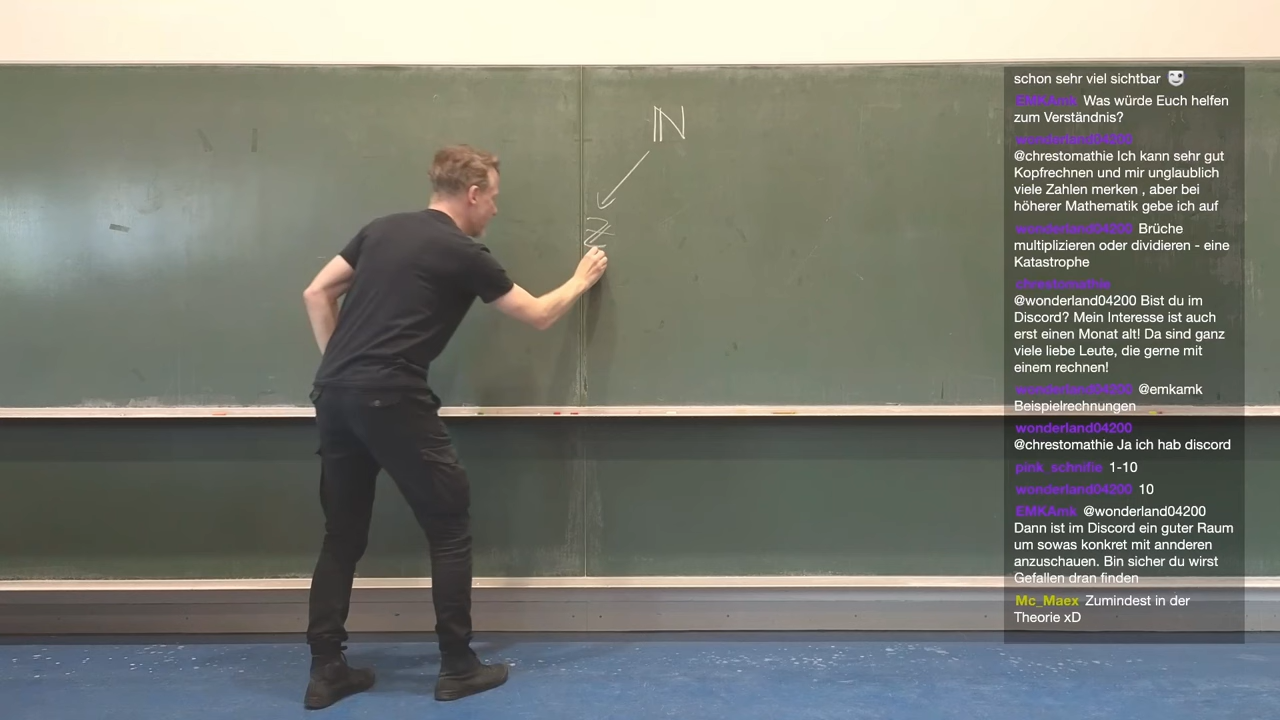 ℕ
ℤ
schon sehr viel sichtbar
EMKAmk Was würde Euch helfen
zum Verständnis?
wonderland04200
@chrestomathie Ich kann sehr gut
Kopfrechnen und mir unglaublich
viele Zahlen merken , aber bei
höherer Mathematik gebe ich auf
wonderland04200 Brüche
multiplizieren oder dividieren - eine
Katastrophe
chrestomathie
@wonderland04200 Bist du im
Discord? Mein Interesse ist auch
erst einen Monat alt! Da sind ganz
viele liebe Leute, die gerne mit
einem rechnen!
wonderland04200 @emkamk
Beispielrechnungen
wonderland04200
@chrestomathie Ja ich hab discord
pink_schnifie 1-10
wonderland04200 10
EMKAmk @wonderland04200
Dann ist im Discord ein guter Raum
um sowas konkret mit annderen
anzuschauen. Bin sicher du wirst
Gefallen dran finden
Mc_Maex Zumindest in der
Theorie xD